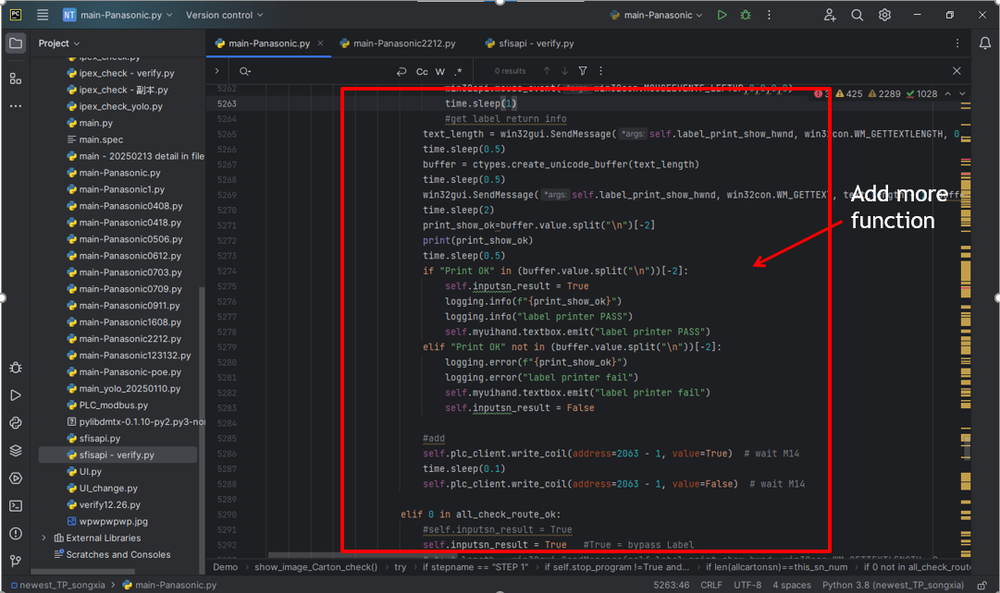 PC
NT main-Panasonic.py
Version control
main-Panasonic
Project
main-Panasonic.py
main-Panasonic2212.py
sfisapi - verify.py
Cc W .*
0 results
ipex_check.py
ipex_check - verify.py
ipex_check - 副本.py
ipex_check_yolo.py
main.py
main.spec
main - 20250213 detail in file
main-Panasonic.py
main-Panasonic1.py
main-Panasonic0408.py
main-Panasonic0418.py
main-Panasonic0506.py
main-Panasonic0612.py
main-Panasonic0703.py
main-Panasonic0709.py
main-Panasonic0911.py
main-Panasonic1608.py
main-Panasonic2212.py
main-Panasonic123132.py
main-Panasonic-poe.py
main_yolo_20250110.py
PLC_modbus.py
pylibdmtx-0.1.10-py2.py3-no
sfisapi.py
sfisapi - verify.py
UI.py
UI_change.py
verify12.26.py
wpwpwpwp.jpg
External Libraries
Scratches and Consoles
3 425 2289 1028
5262 win32api.mouse_event(*args: win32con.MOUSEEVENTF_LEFTUP,0,0,0,0)
5263 time.sleep(1)
5264 #get label return info
5265 text_length = win32gui.SendMessage(*args: self.label_print_show_hwnd, win32con.WM_GETTEXTLENGTH, 0,
5266 time.sleep(0.5)
5267 buffer = ctypes.create_unicode_buffer(text_length)
5268 time.sleep(0.5)
5269 win32gui.SendMessage(*args: self.label_print_show_hwnd, win32con.WM_GETTEXT,
5270 time.sleep(2)
5271 print_show_ok=buffer.value.split("\n")[-2]
5272 print(print_show_ok)
5273 time.sleep(0.5)
5274 if "Print OK" in (buffer.value.split("\n"))[-2]:
5275 self.inputsn_result = True
5276 logging.info(f"{print_show_ok}")
5277 logging.info("label printer PASS")
5278 self.myuihand.textbox.emit("label printer PASS")
5279 elif "Print OK" not in (buffer.value.split("\n"))[-2]:
5280 logging.error(f"{print_show_ok}")
5281 logging.error("label printer fail")
5282 self.myuihand.textbox.emit("label printer fail")
5283 self.inputsn_result = False
5284
5285 #add
5286 self.plc_client.write_coil(address=2063 - 1, value=True) # wait M14
5287 time.sleep(0.1)
5288 self.plc_client.write_coil(address=2063 - 1, value=False) # wait M14
5289
5290 elif 0 in all_check_route_ok:
5291 #self.inputsn_result = True
5292 self.inputsn_result = True #True = bypass Label
Add more
function
Demo show_image_Carton_check() try if stepname == "STEP 1" if self.stop_program !=True and... if len(allcartonsn)==this_sn_num if 0 not in all_check_rout
newest_TP_songxia main-Panasonic.py
5263:46 CRLF UTF-8 4 spaces Python 3.8 (newest_TP_songxia)